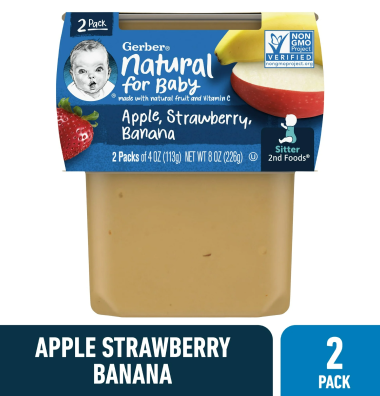 2 Pack
Gerber®
natural
for Baby
made with natural fruit and Vitamin C
Apple, Strawberry,
Banana
2 Packs of 4 OZ (113g) NET WT 8 OZ (226g) U
NON
GMO
Project
VERIFIED
nongmoproject.org
Sitter
2nd Foods®
APPLE STRAWBERRY
BANANA
2
PACK